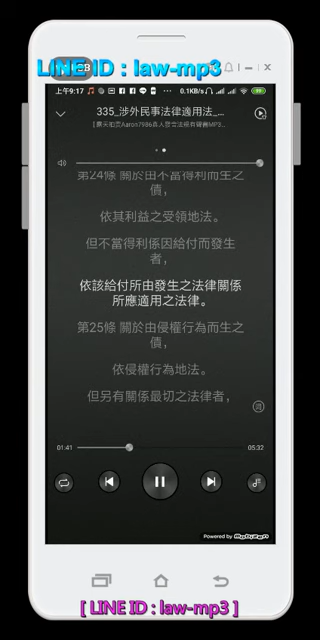 LINE ID : law-mp3
上午9:17
0.1KB/s
335_涉外民事法律適用法_...
第24條 關於由不當得利而生之
債，
依其利益之受領地法。
但不當得利係因給付而發生
者，
依該給付所由發生之法律關係
所應適用之法律。
第25條 關於由侵權行為而生之
債，
依侵權行為地法。
但另有關係最切之法律者，
01:41
05:32
Powered by
[ LINE ID : law-mp3 ]